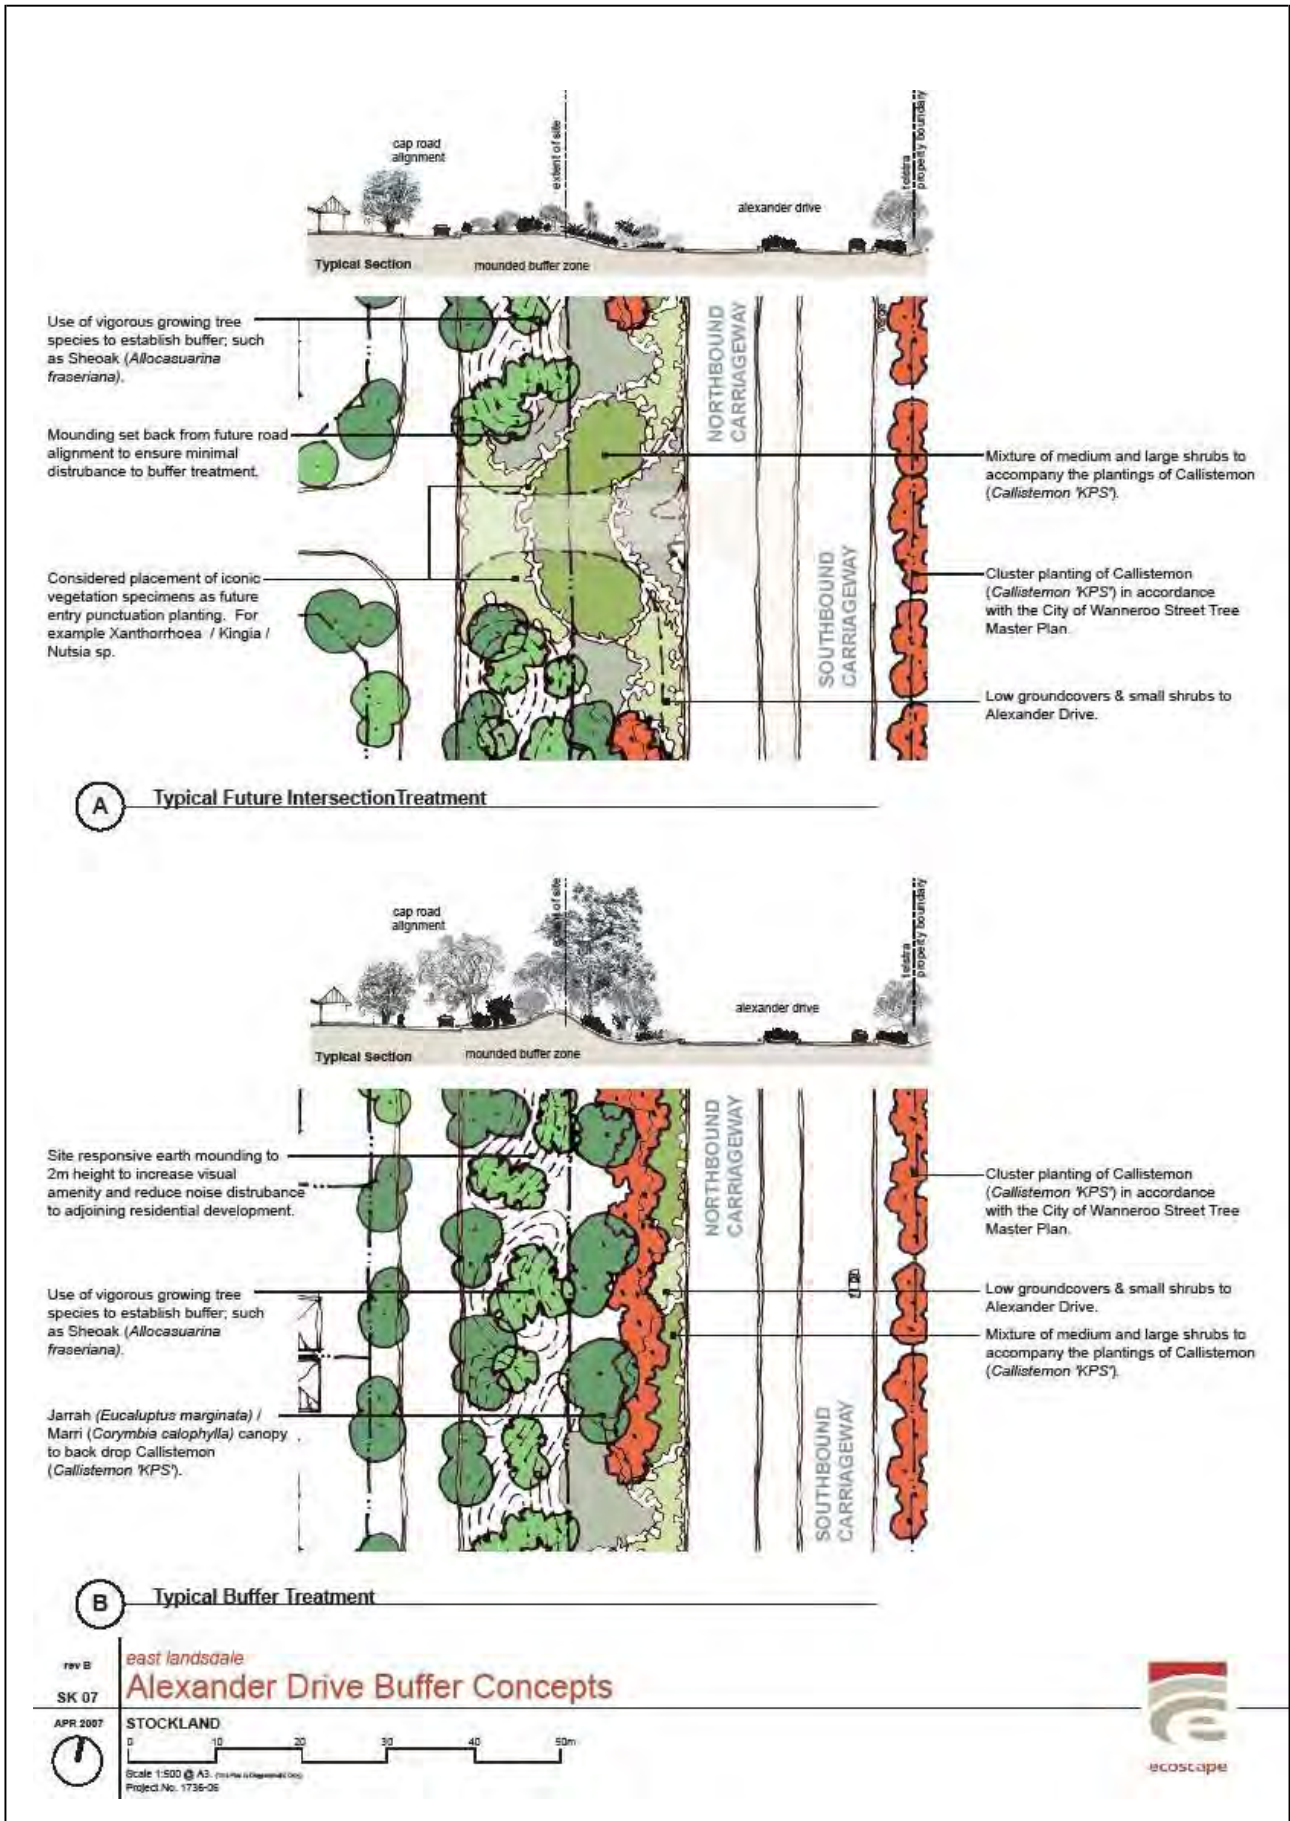 cap road
alignment
extent of site
alexander drive
telstra
property boundary
Typical Section
mounded buffer zone
Use of vigorous growing tree
species to establish buffer; such
as Sheoak (Allocasuarina
fraseriana).
Mounding set back from future road
alignment to ensure minimal
distrubance to buffer treatment.
Considered placement of iconic
vegetation specimens as future
entry punctuation planting. For
example Xanthorrhoea / Kingia /
Nutsia sp.
NORTHBOUND
CARRIAGEWAY
SOUTHBOUND
CARRIAGEWAY
verge
Mixture of medium and large shrubs to
accompany the plantings of Callistemon
(Callistemon 'KPS').
Cluster planting of Callistemon
(Callistemon 'KPS') in accordance
with the City of Wanneroo Street Tree
Master Plan.
Low groundcovers & small shrubs to
Alexander Drive.
A
Typical Future Intersection Treatment
cap road
alignment
of site
alexander drive
telstra
property boundary
Typical Section
mounded buffer zone
Site responsive earth mounding to
2m height to increase visual
amenity and reduce noise distrubance
to adjoining residential development.
Use of vigorous growing tree
species to establish buffer; such
as Sheoak (Allocasuarina
fraseriana).
Jarrah (Eucaluptus marginata) /
Marri (Corymbia calophylla) canopy
to back drop Callistemon
(Callistemon 'KPS').
NORTHBOUND
CARRIAGEWAY
SOUTHBOUND
CARRIAGEWAY
Cluster planting of Callistemon
(Callistemon 'KPS') in accordance
with the City of Wanneroo Street Tree
Master Plan.
Low groundcovers & small shrubs to
Alexander Drive.
Mixture of medium and large shrubs to
accompany the plantings of Callistemon
(Callistemon 'KPS').
B
Typical Buffer Treatment
rev B
SK 07
APR 2007
east landsdale
Alexander Drive Buffer Concepts
STOCKLAND
0 10 20 30 40 50m
Scale 1:500 @ A3.
Project No. 1736-06
ecoscape